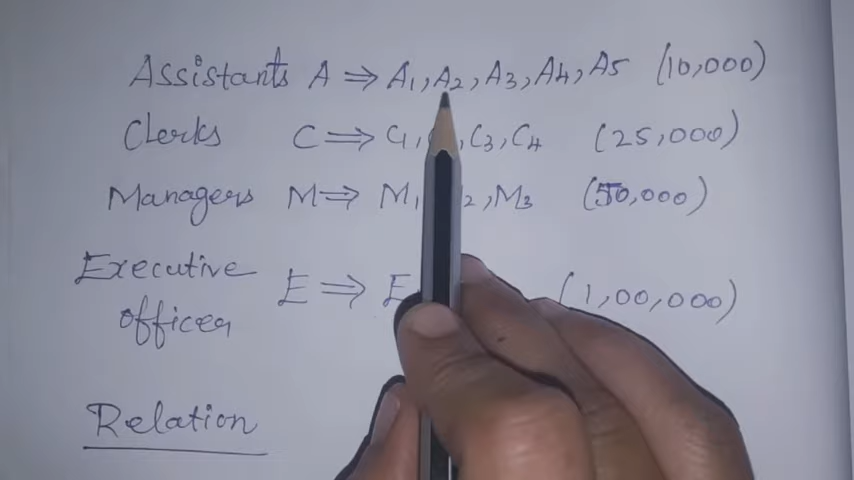 Assistants A ⇒ A1, A2, A3, A4, A5 (10,000)
Clerks C ⇒ C1, C3, C4 (25,000)
Managers M ⇒ M1, 2, M3 (50,000)
Executive officer E ⇒ E (1,00,000)
Relation